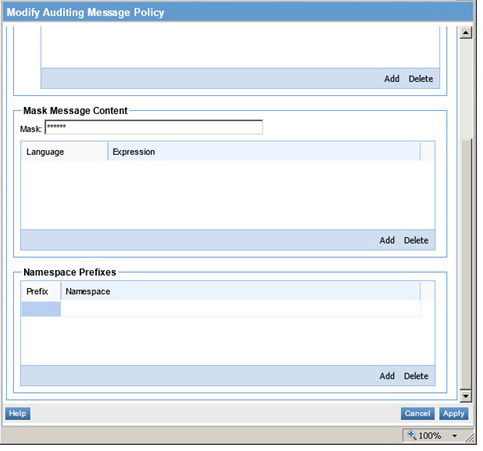 Modify Auditing Message Policy
Add Delete
Mask Message Content
Mask: ******
Language Expression
Add Delete
Namespace Prefixes
Prefix Namespace
Add Delete
Help Cancel Apply
100%